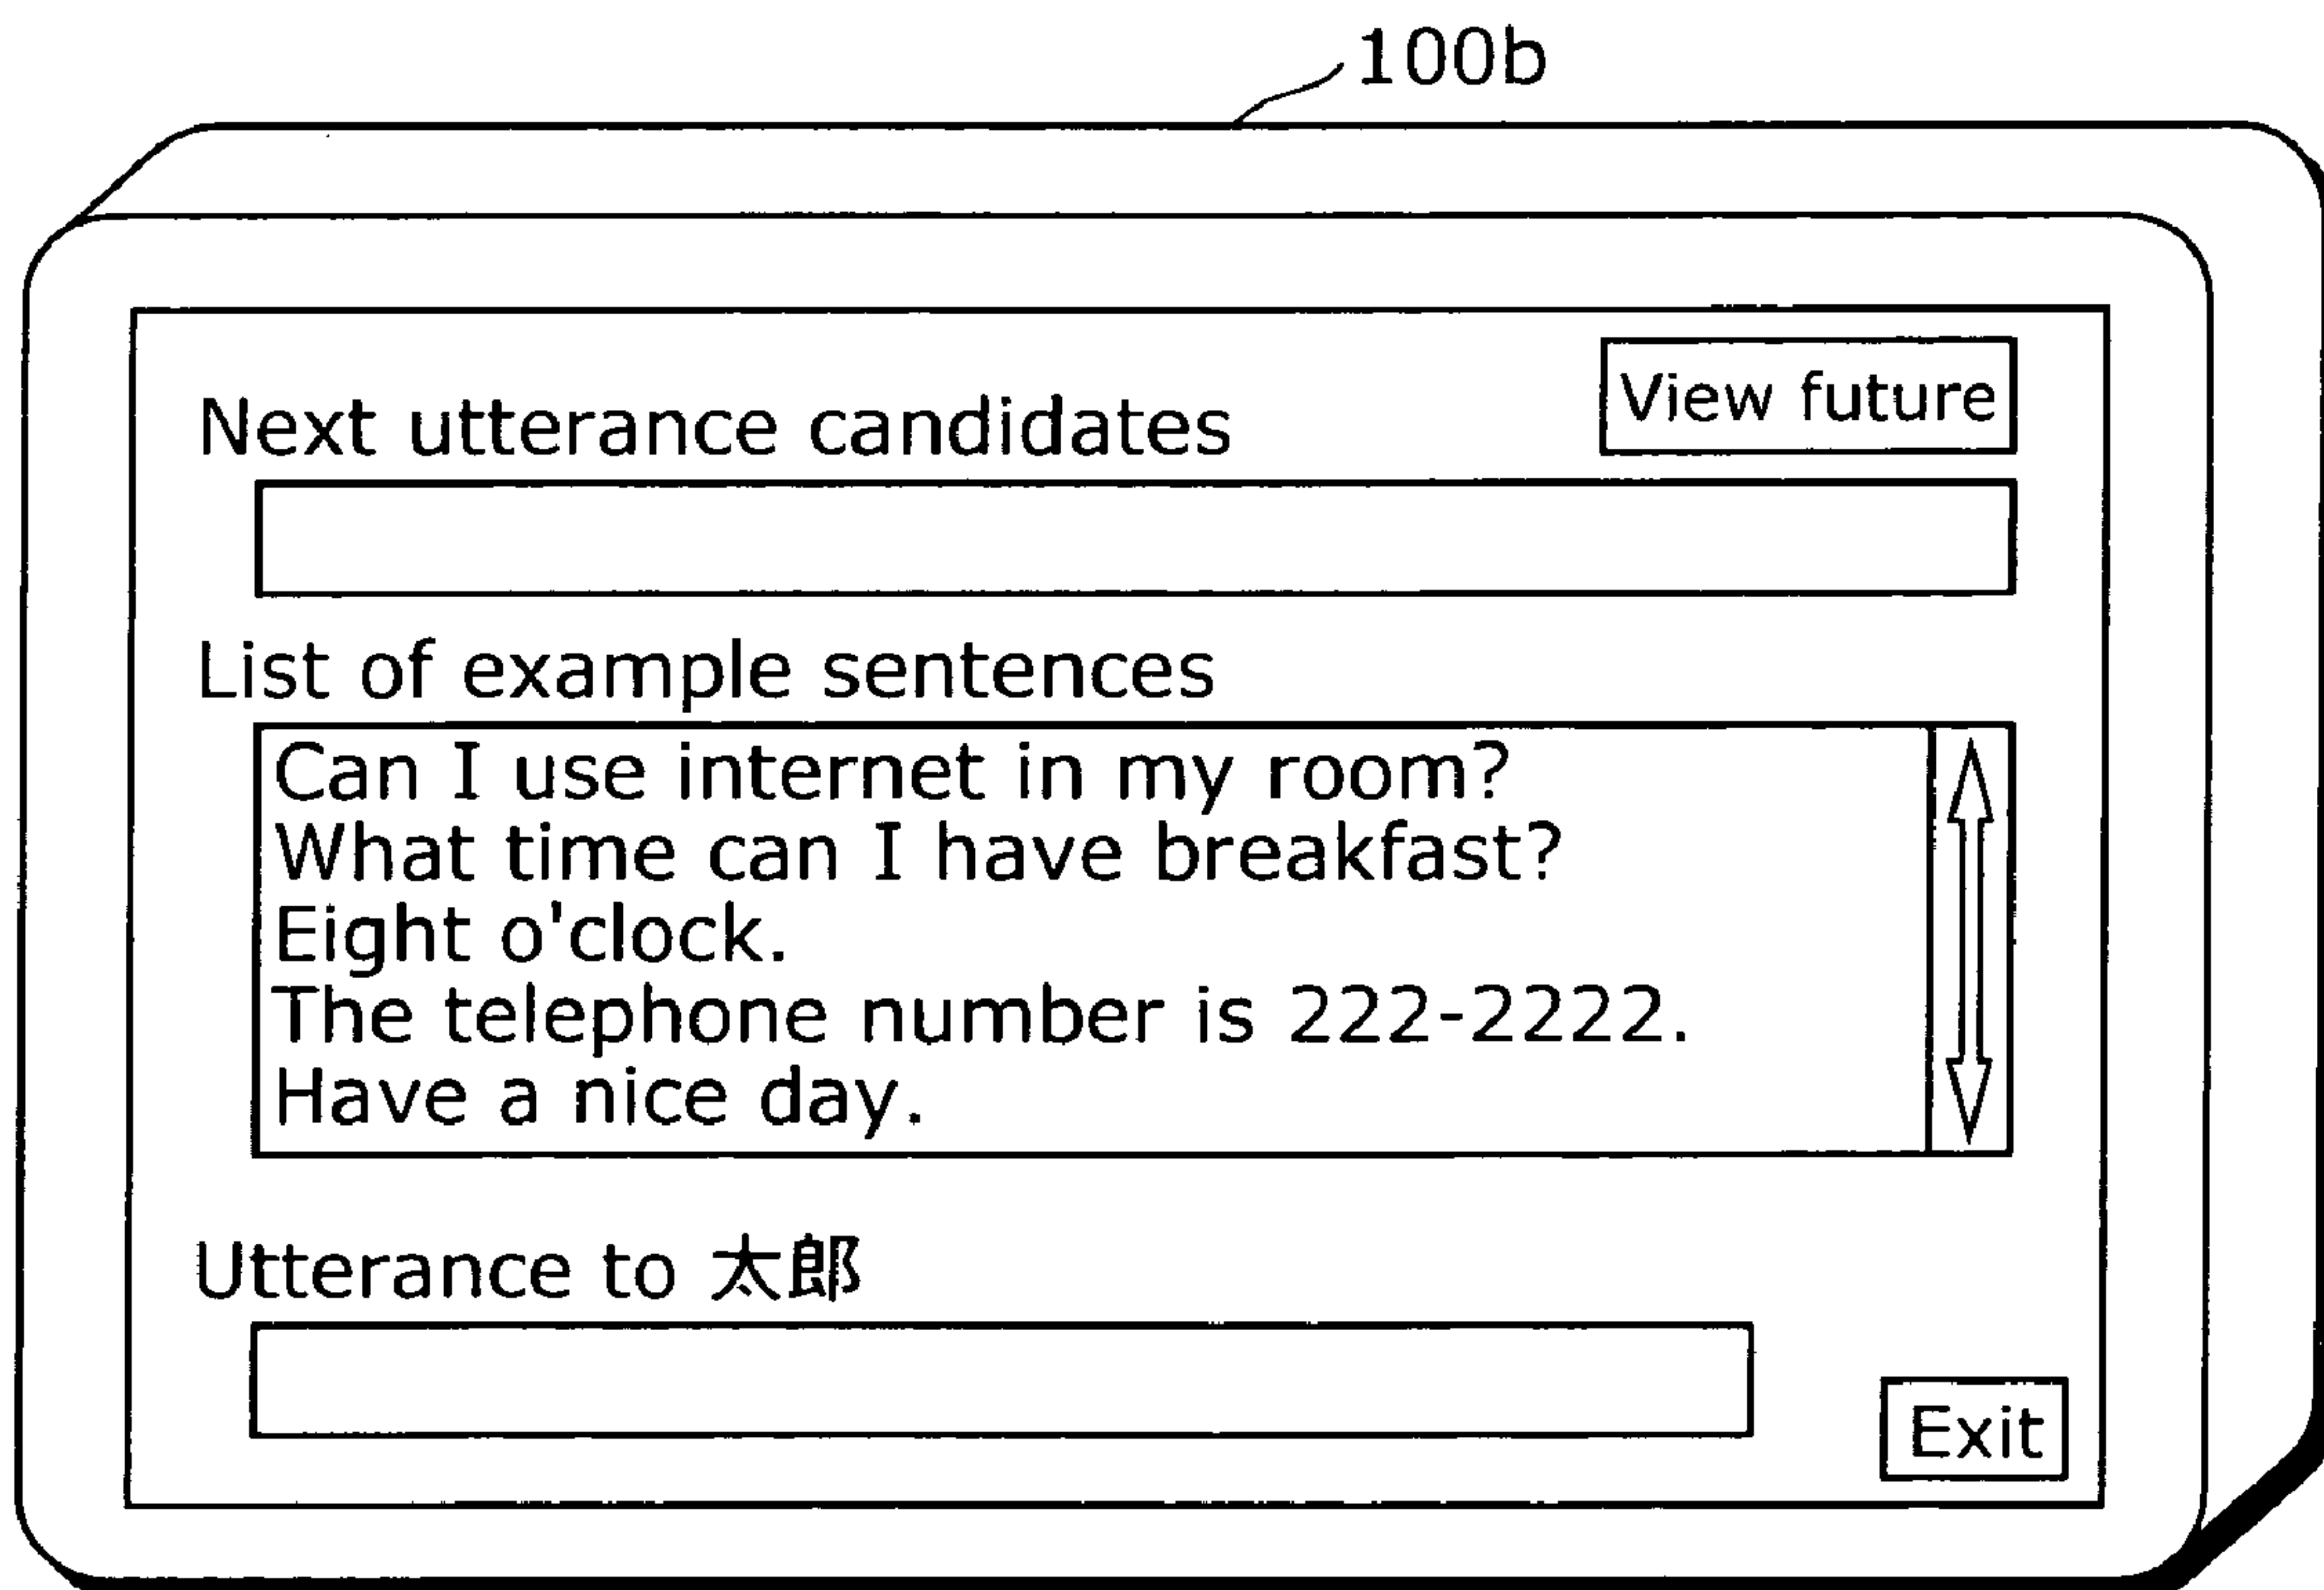 100b
View future
Next utterance candidates
List of example sentences
Can I use internet in my room?
What time can I have breakfast?
Eight o'clock.
The telephone number is 222-2222.
Have a nice day.
Utterance to 太郎
Exit